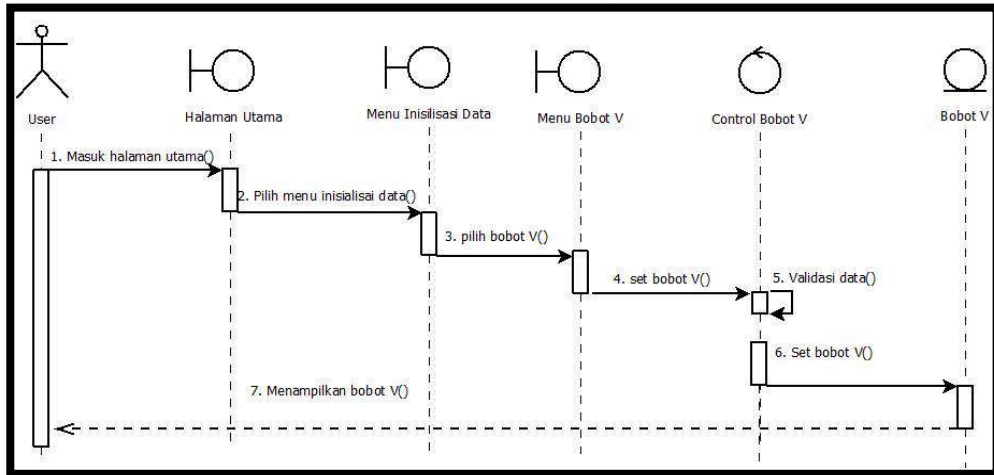 User
Halaman Utama
Menu Inisilisasi Data
Menu Bobot V
Control Bobot V
Bobot V
1. Masuk halaman utama()
2. Pilih menu inisialisai data()
3. pilih bobot V()
4. set bobot V()
5. Validasi data()
6. Set bobot V()
7. Menampilkan bobot V()